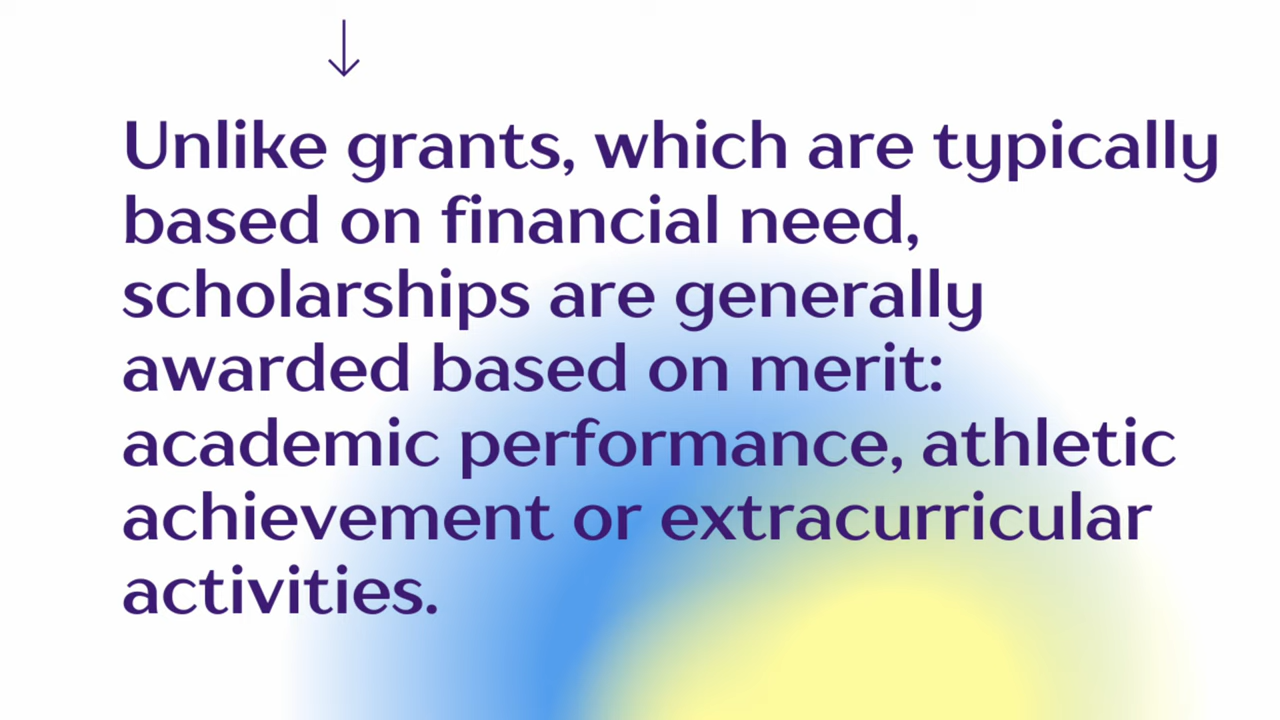 Unlike grants, which are typically
based on financial need,
scholarships are generally
awarded based on merit:
academic performance, athletic
achievement or extracurricular
activities.